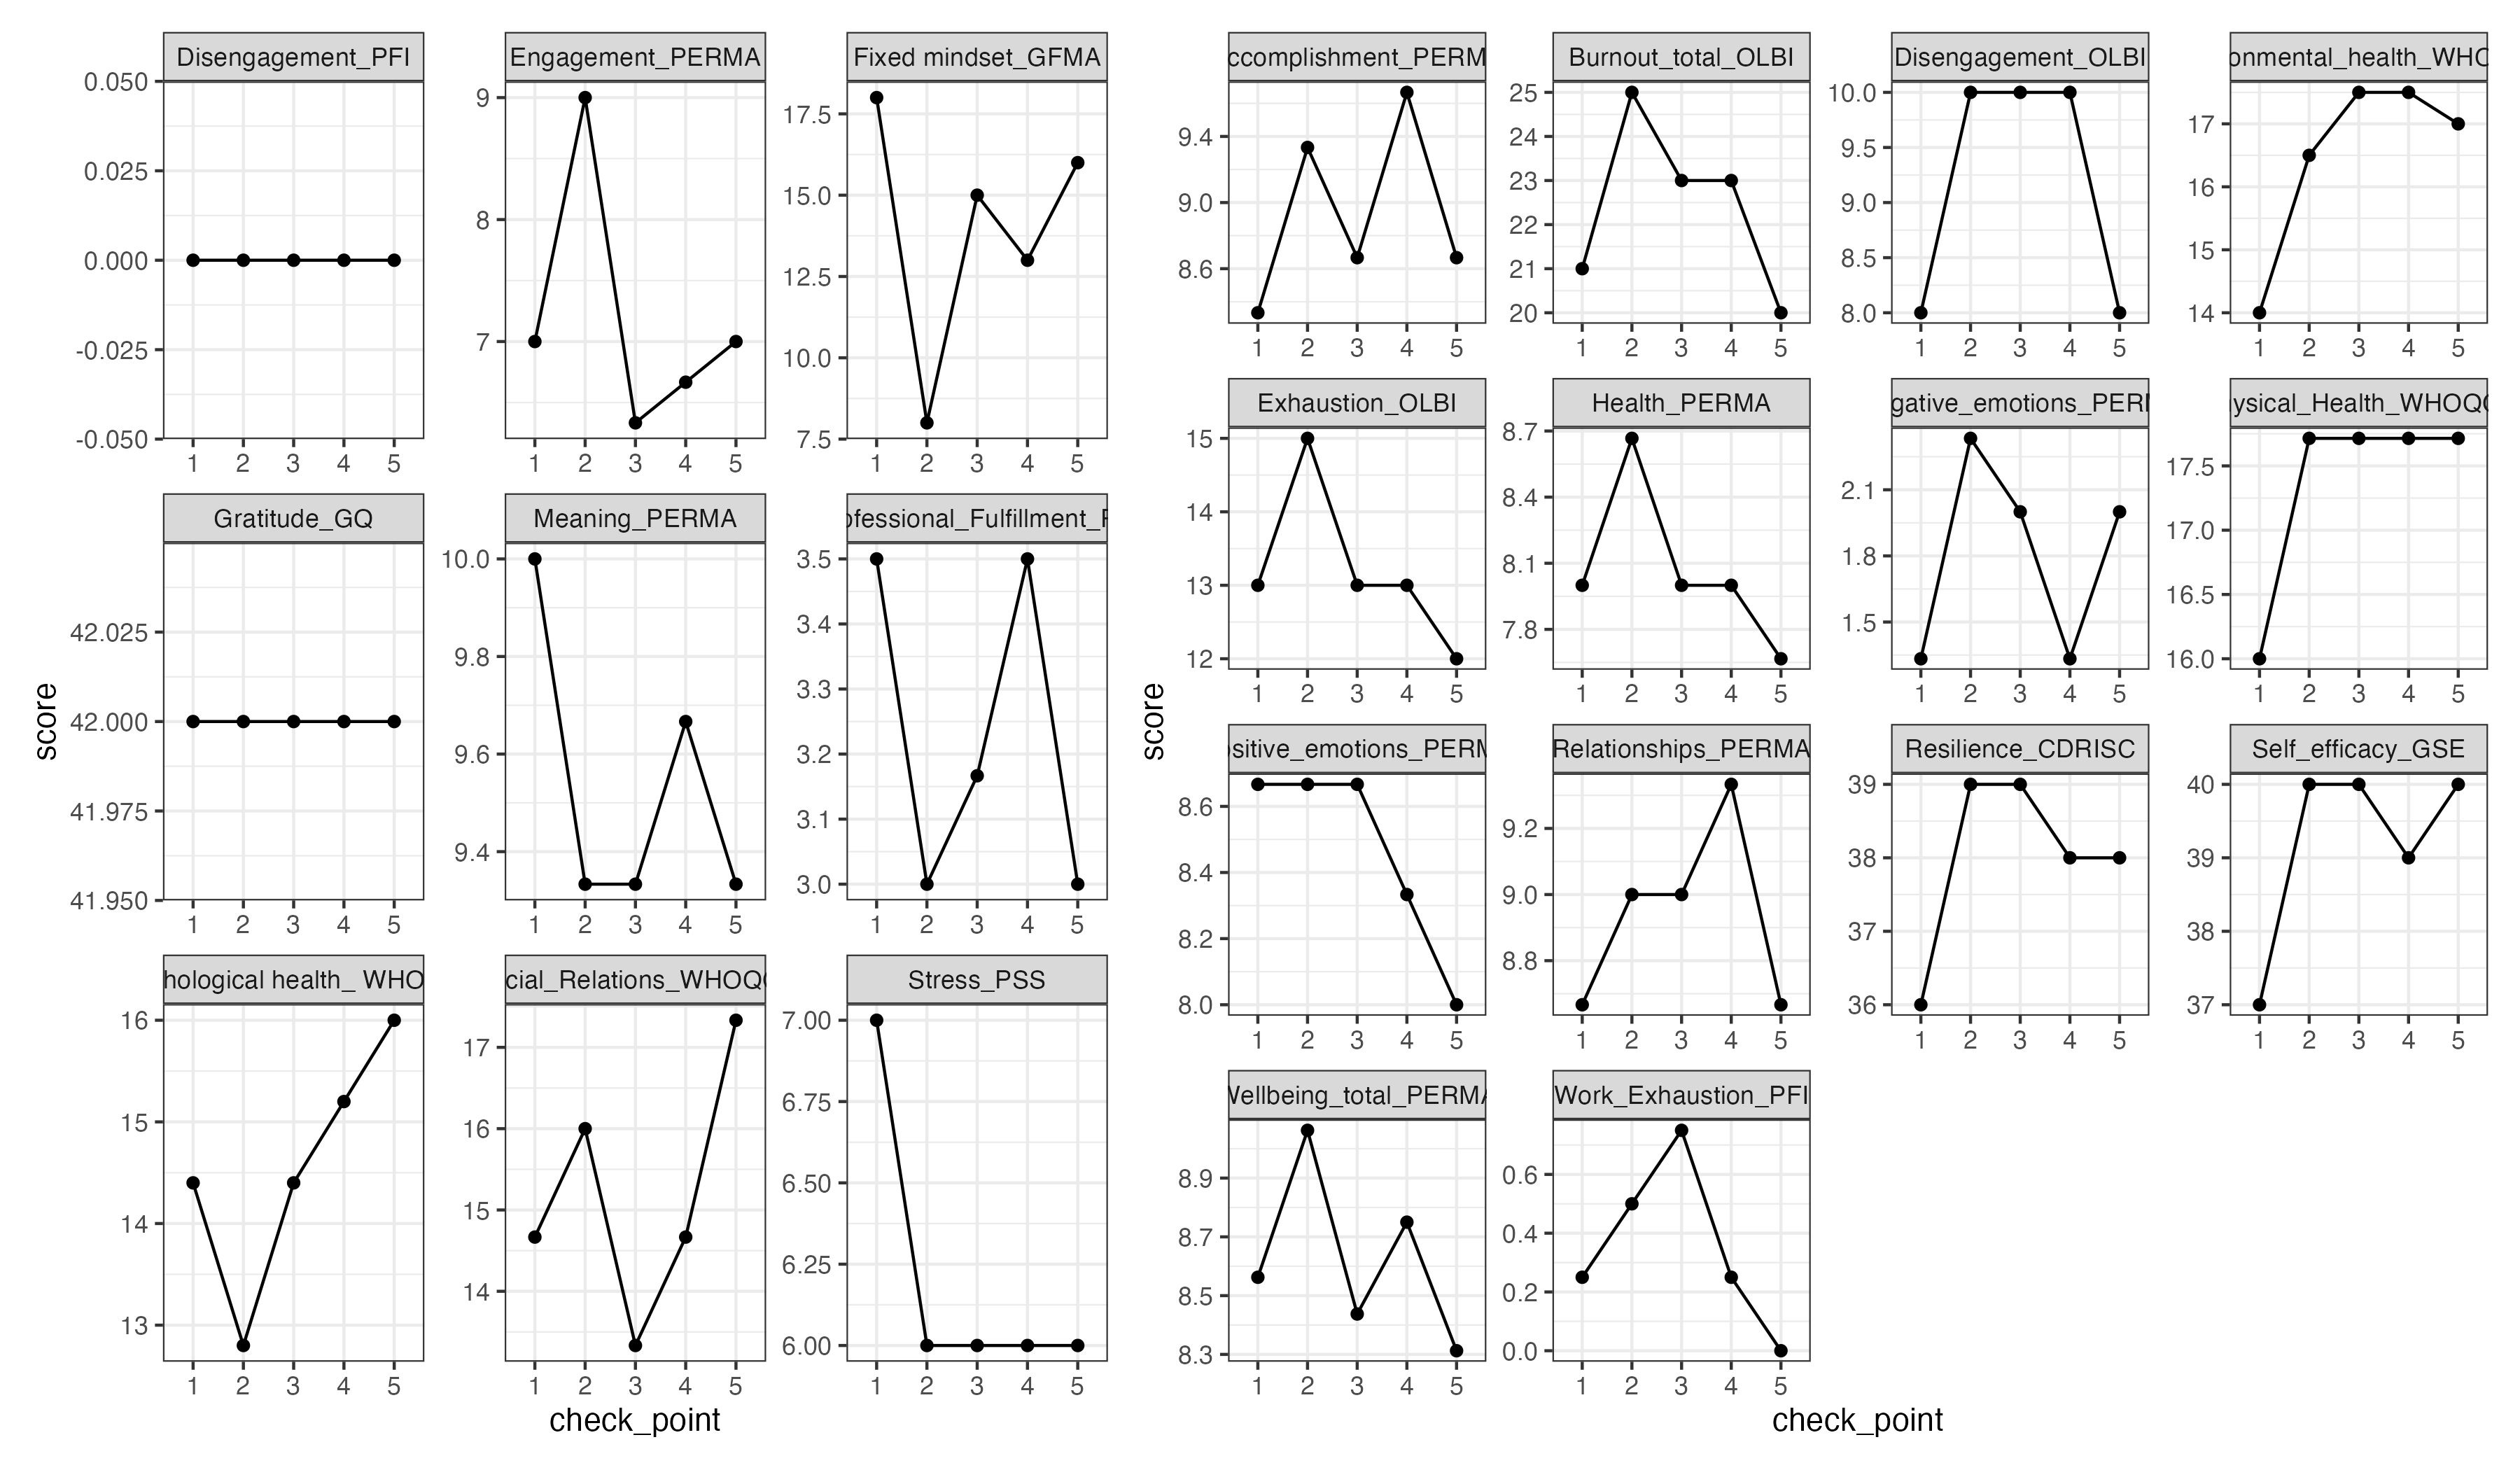 Disengagement_PFI
Engagement_PERMA
Fixed mindset_GFMA
0.050
0.025
0.000
-0.025
-0.050
9
8
7
17.5
15.0
12.5
10.0
7.5
1 2 3 4 5
1 2 3 4 5
1 2 3 4 5
Gratitude_GQ
Meaning_PERMA
ofessional_Fulfillment_
42.025
42.000
41.975
41.950
10.0
9.8
9.6
9.4
3.5
3.4
3.3
3.2
3.1
3.0
1 2 3 4 5
1 2 3 4 5
1 2 3 4 5
hological health_ WHO
cial_Relations_WHOQ
Stress_PSS
16
15
14
13
17
16
15
14
7.00
6.75
6.50
6.25
6.00
1 2 3 4 5
1 2 3 4 5
1 2 3 4 5
score
check_point
ccomplishment_PERM
Burnout_total_OLBI
Disengagement_OLBI
onmental_health_WHO
9.4
9.0
8.6
25
24
23
22
21
20
10.0
9.5
9.0
8.5
8.0
17
16
15
14
1 2 3 4 5
1 2 3 4 5
1 2 3 4 5
1 2 3 4 5
Exhaustion_OLBI
Health_PERMA
gative_emotions_PER
ysical_Health_WHOQ
15
14
13
12
8.7
8.4
8.1
7.8
2.1
1.8
1.5
17.5
17.0
16.5
16.0
1 2 3 4 5
1 2 3 4 5
1 2 3 4 5
1 2 3 4 5
sitive_emotions_PERM
Relationships_PERMA
Resilience_CDRISC
Self_efficacy_GSE
8.6
8.4
8.2
8.0
9.2
9.0
8.8
39
38
37
36
40
39
38
37
1 2 3 4 5
1 2 3 4 5
1 2 3 4 5
1 2 3 4 5
Wellbeing_total_PERMA
Work_Exhaustion_PFI
8.9
8.7
8.5
8.3
0.6
0.4
0.2
0.0
1 2 3 4 5
1 2 3 4 5
score
check_point